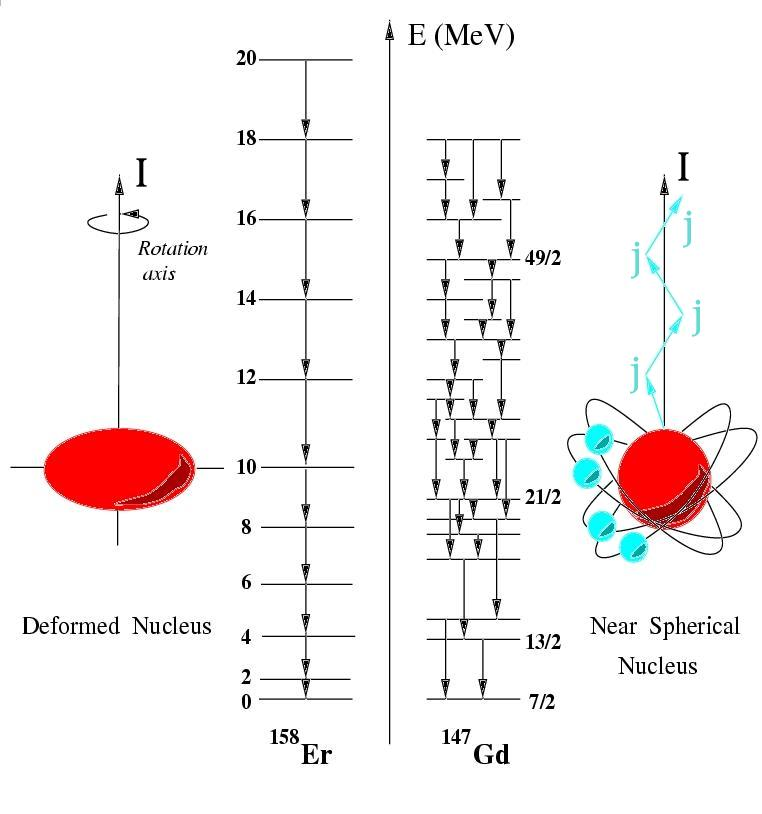 E (MeV)
20
18
16
14
12
10
8
6
4
2
0
158
Er
I
Rotation
axis
Deformed Nucleus
49/2
21/2
13/2
7/2
147
Gd
I
j
j
j
j
Near Spherical
Nucleus